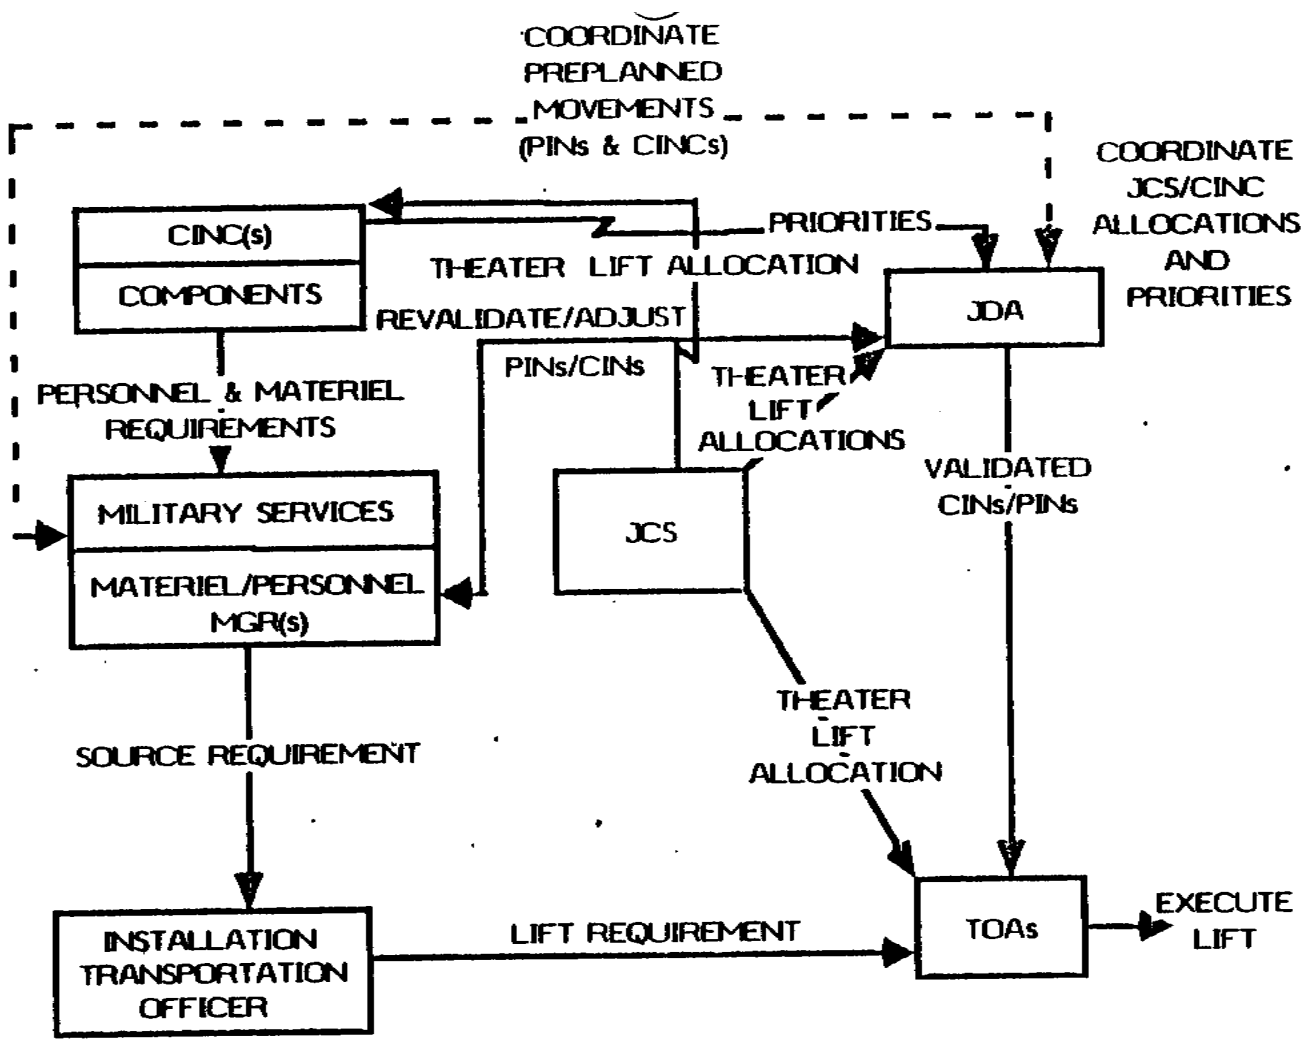 COORDINATE
PREPLANNED
MOVEMENTS
(PINs & CINCs)
COORDINATE
JCS/CINC
ALLOCATIONS
AND
PRIORITIES
CINC(s)
COMPONENTS
PRIORITIES
THEATER LIFT ALLOCATION
JDA
REVALIDATE/ADJUST
PINs/CINs
THEATER
LIFT
ALLOCATIONS
PERSONNEL & MATERIEL
REQUIREMENTS
VALIDATED
CINs/PINs
MILITARY SERVICES
MATERIEL/PERSONNEL
MGR(s)
JCS
THEATER
LIFT
ALLOCATION
SOURCE REQUIREMENT
INSTALLATION
TRANSPORTATION
OFFICER
LIFT REQUIREMENT
TOAs
EXECUTE
LIFT